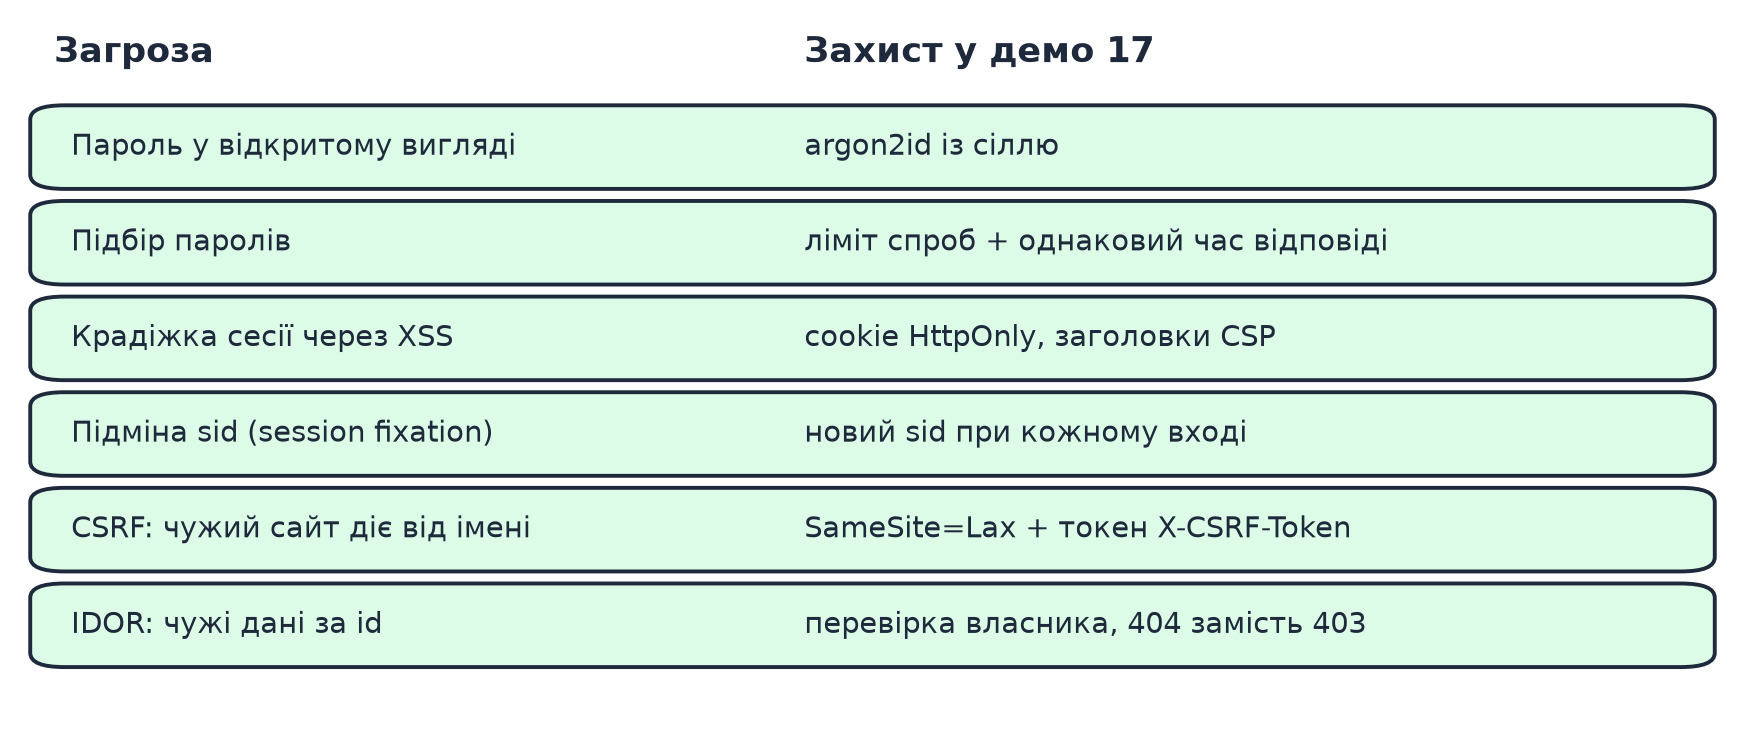 Загроза Захист у демо 17
Пароль у відкритому вигляді argon2id із сіллю
Підбір паролів ліміт спроб + однаковий час відповіді
Крадіжка сесії через XSS cookie HttpOnly, заголовки CSP
Підміна sid (session fixation) новий sid при кожному вході
CSRF: чужий сайт діє від імені SameSite=Lax + токен X-CSRF-Token
IDOR: чужі дані за id перевірка власника, 404 замість 403